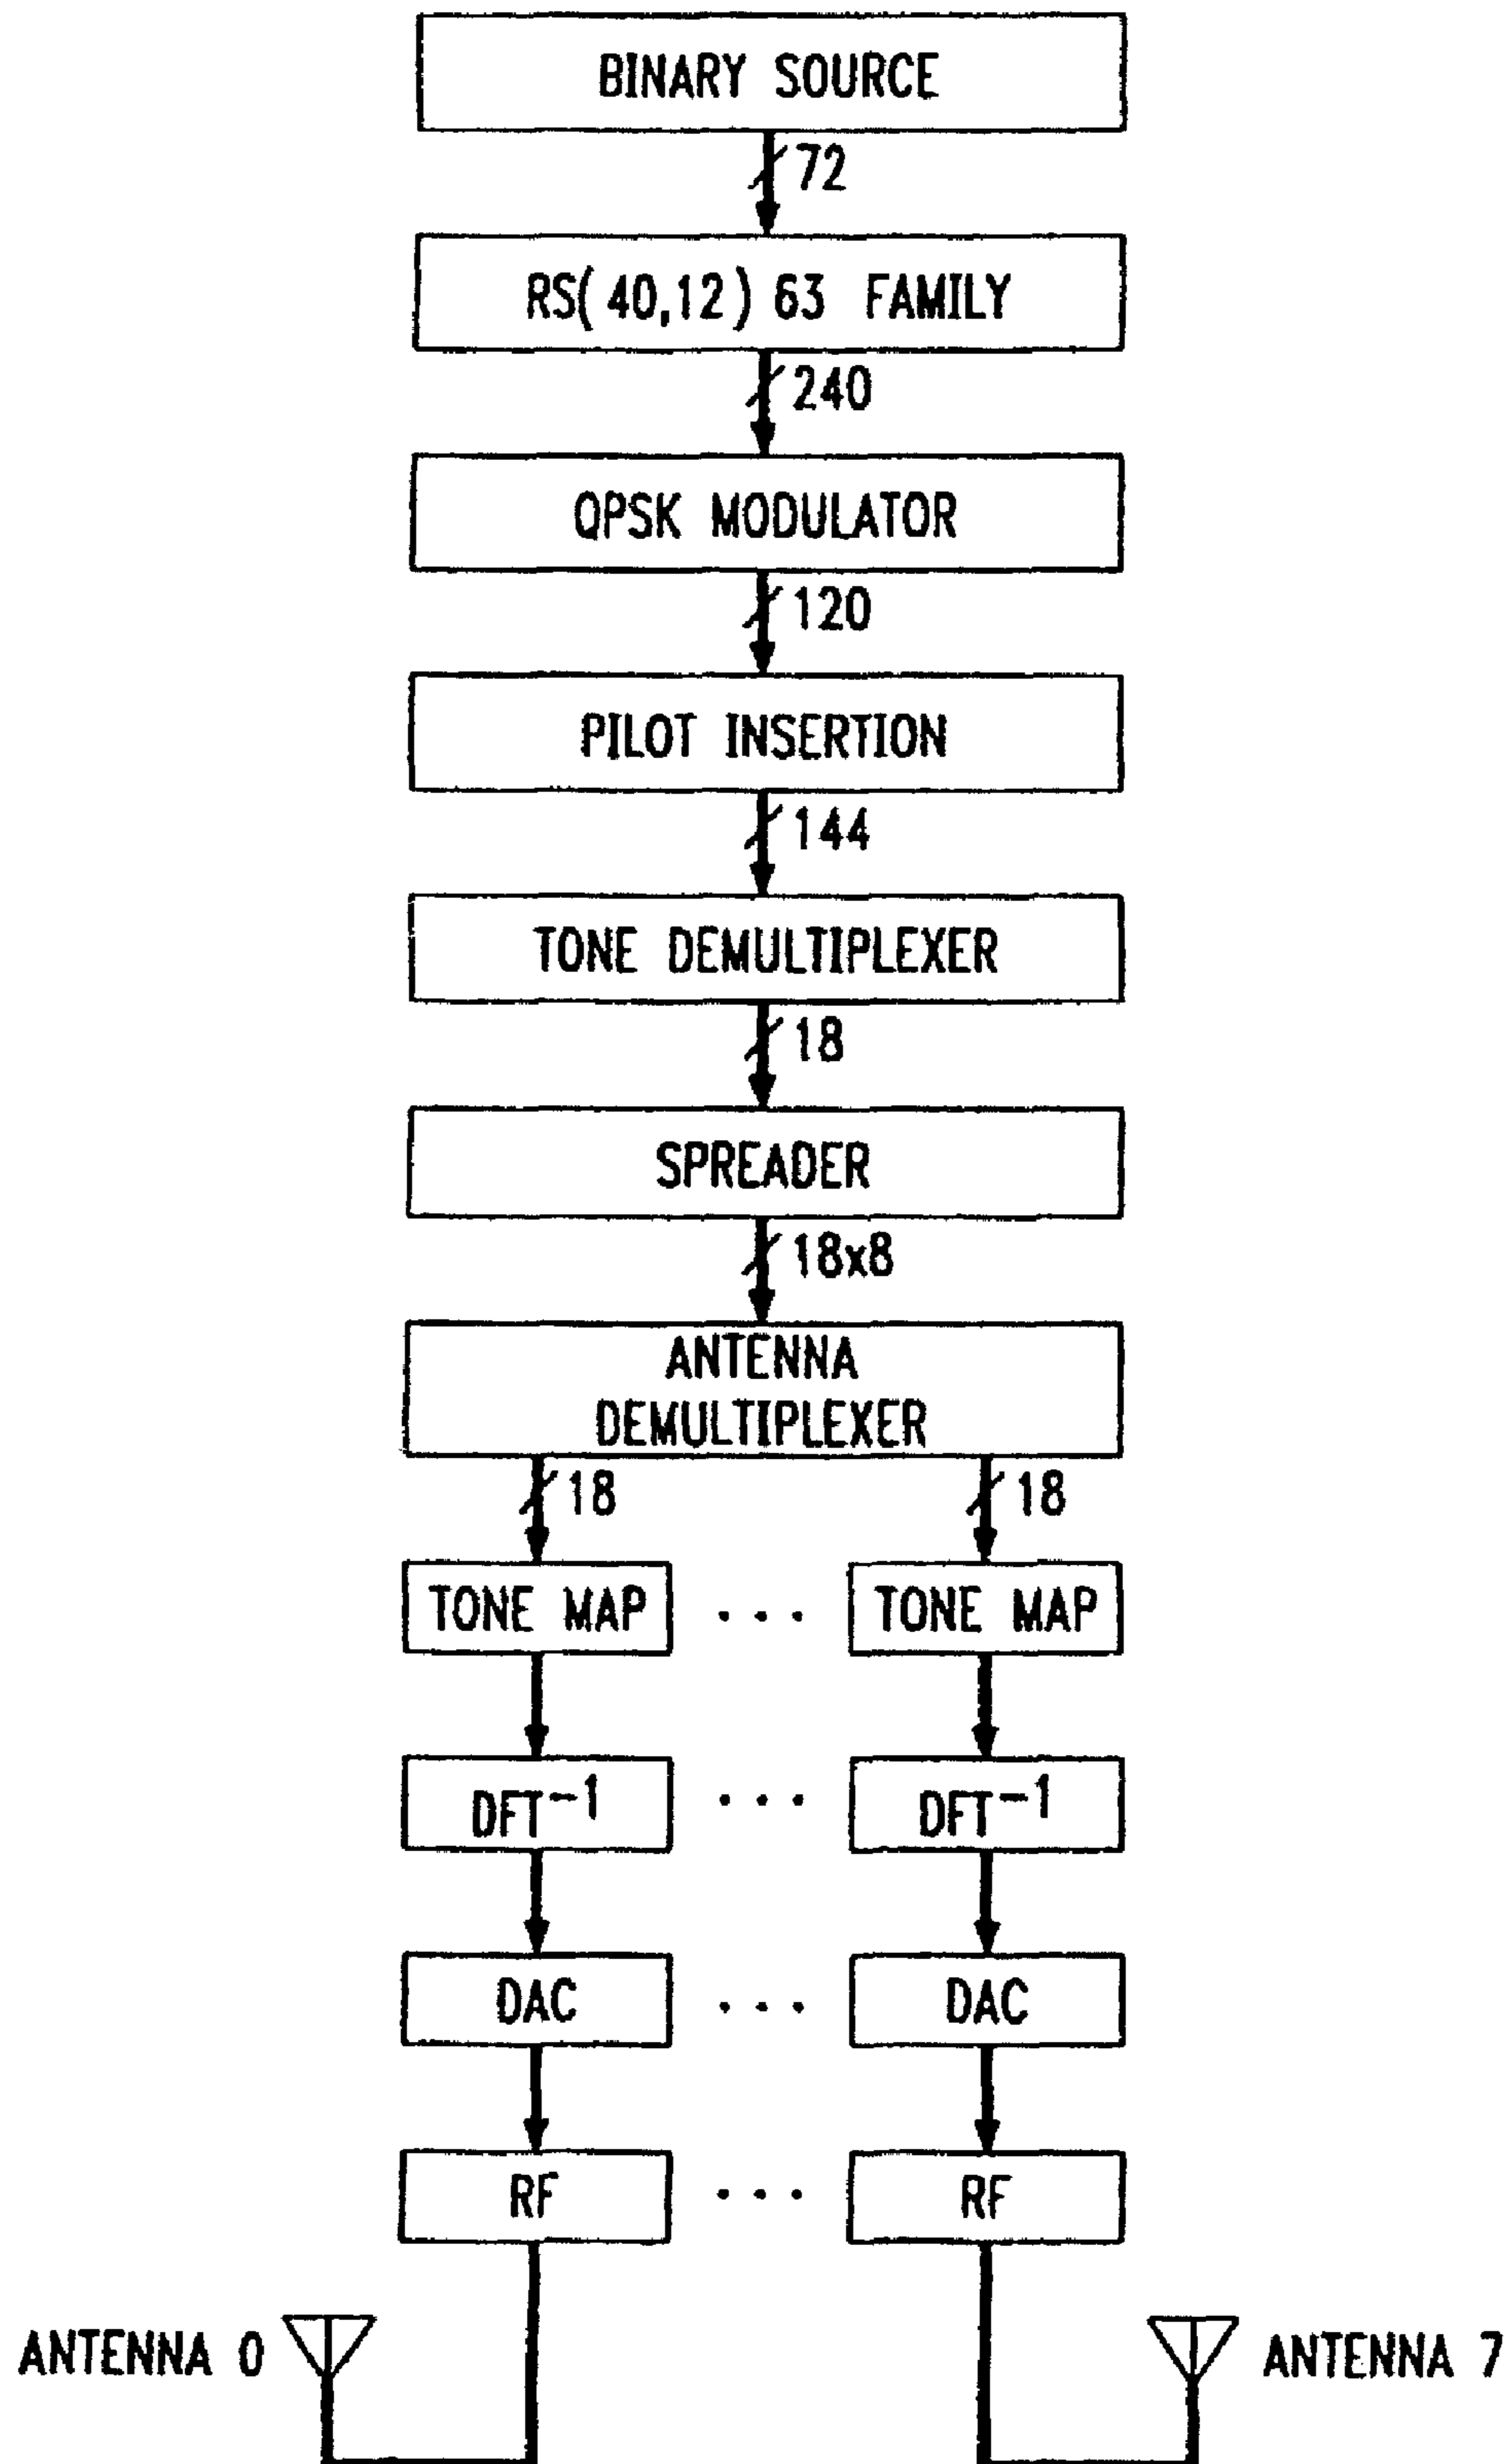 BINARY SOURCE
72
RS(40,12) 63 FAMILY
240
QPSK MODULATOR
120
PILOT INSERTION
144
TONE DEMULTIPLEXER
18
SPREADER
18x8
ANTENNA
DEMULTIPLEXER
18 18
TONE MAP ... TONE MAP
DFT⁻¹ ... DFT⁻¹
DAC ... DAC
RF ... RF
ANTENNA 0 ANTENNA 7